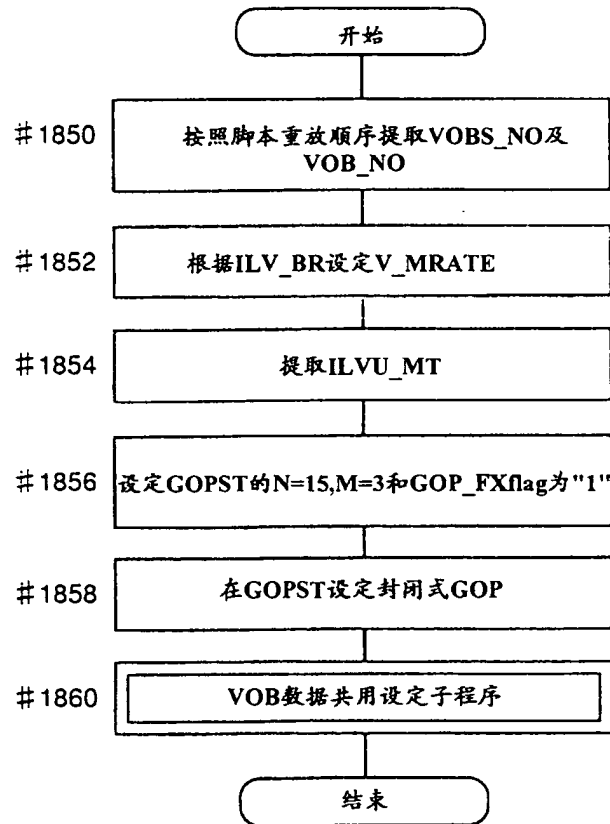 开始
#1850
按照脚本重放顺序提取VOBS_NO及
VOB_NO
#1852
根据ILV_BR设定V_MRATE
#1854
提取ILVU_MT
#1856
设定GOPST的N=15,M=3和GOP_FXflag为"1"
#1858
在GOPST设定封闭式GOP
#1860
VOB数据共用设定子程序
结束